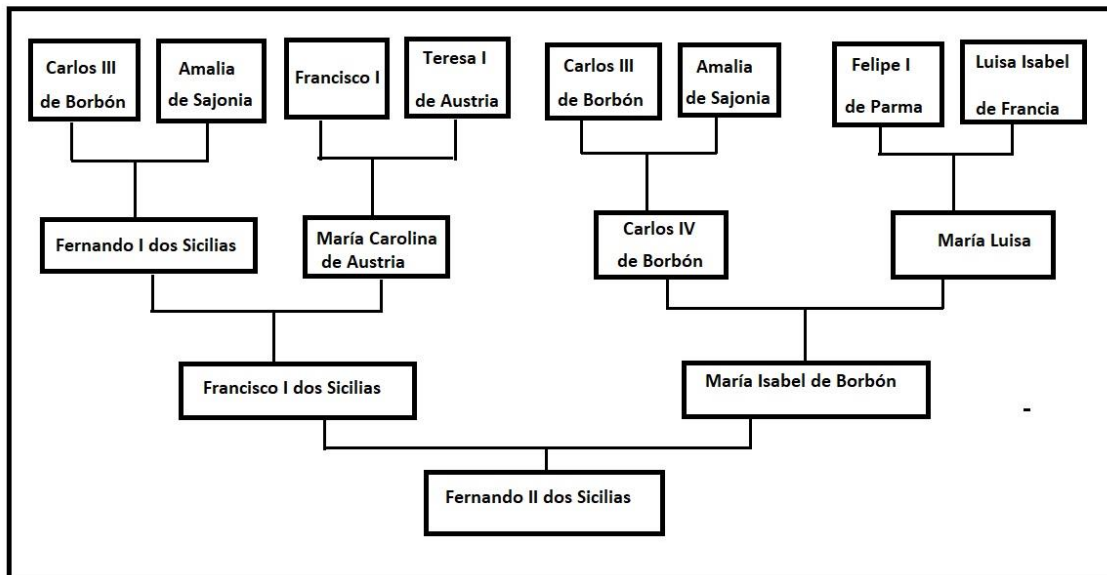 Carlos III
de Borbón
Amalia
de Sajonia
Francisco I
Teresa I
de Austria
Carlos III
de Borbón
Amalia
de Sajonia
Felipe I
de Parma
Luisa Isabel
de Francia
Fernando I dos Sicilias
María Carolina
de Austria
Carlos IV
de Borbón
María Luisa
Francisco I dos Sicilias
María Isabel de Borbón
-
Fernando II dos Sicilias